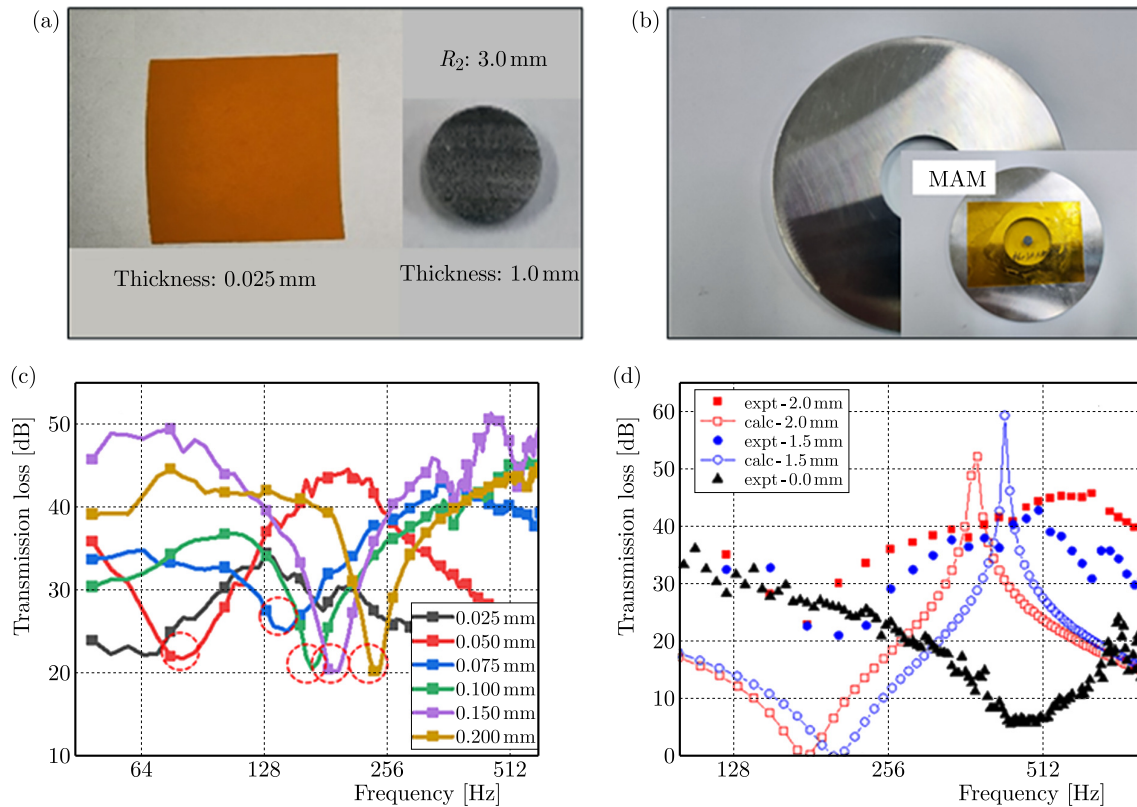 (a)
R₂: 3.0 mm
Thickness: 0.025 mm
Thickness: 1.0 mm
(b)
MAM
(c)
Transmission loss [dB]
50
40
30
20
10
0.025 mm
0.050 mm
0.075 mm
0.100 mm
0.150 mm
0.200 mm
64
128
256
512
Frequency [Hz]
(d)
Transmission loss [dB]
60
50
40
30
20
10
0
expt - 2.0 mm
calc - 2.0 mm
expt - 1.5 mm
calc - 1.5 mm
expt - 0.0 mm
128
256
512
Frequency [Hz]